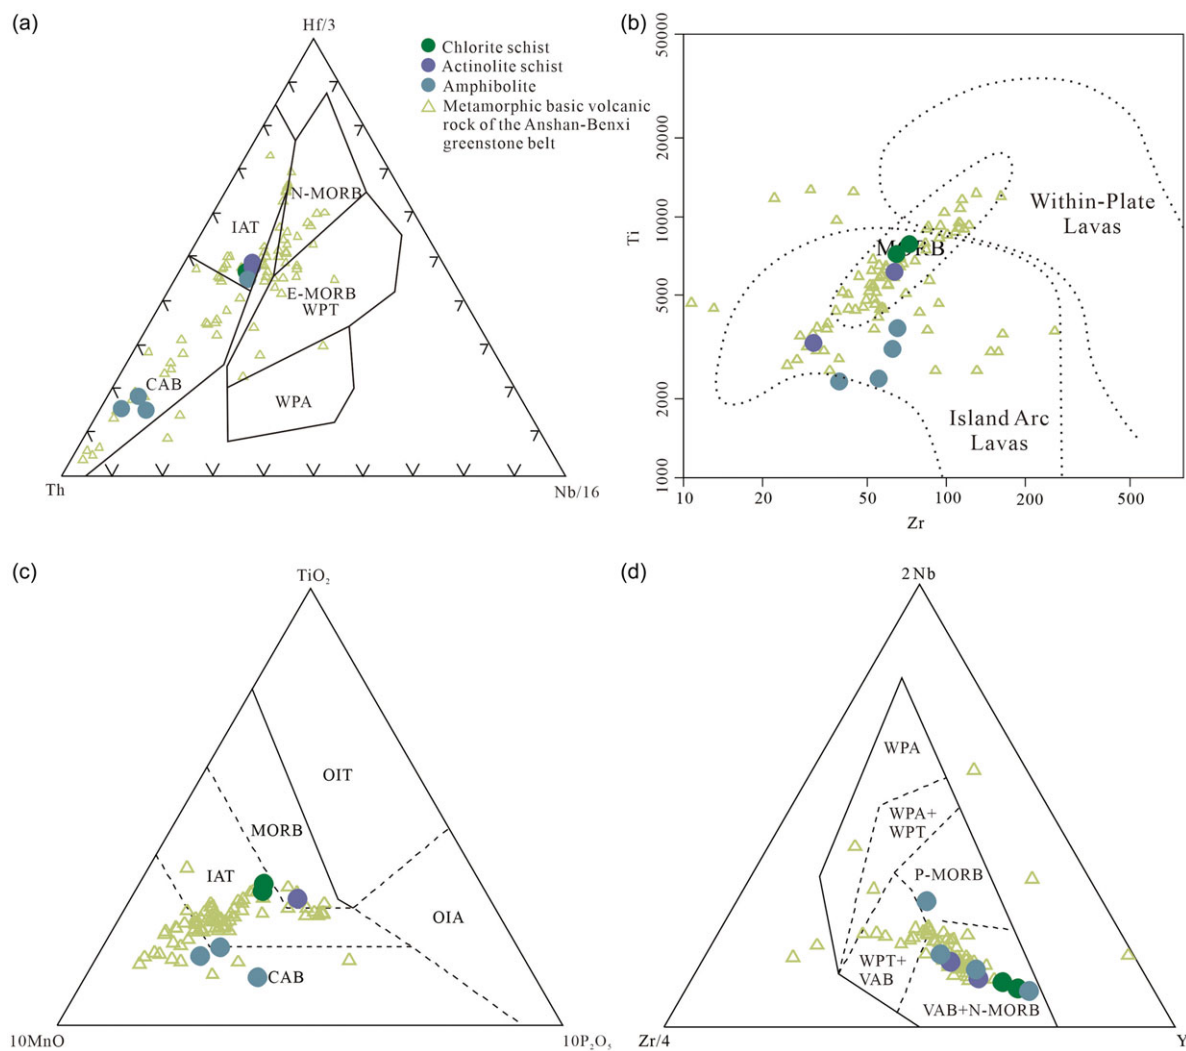 (a)
Hf/3
Chlorite schist
Actinolite schist
Amphibolite
Metamorphic basic volcanic
rock of the Anshan-Benxi
greenstone belt
N-MORB
IAT
E-MORB
WPT
CAB
WPA
Th
Nb/16
(b)
50000
20000
10000
5000
2000
1000
Ti
Within-Plate
Lavas
MORB
Island Arc
Lavas
10
20
50
100
200
500
Zr
(c)
TiO₂
OIT
MORB
IAT
OIA
CAB
10MnO
10P₂O₅
(d)
2Nb
WPA
WPA+
WPT
P-MORB
WPT+
VAB
VAB+N-MORB
Zr/4
Y